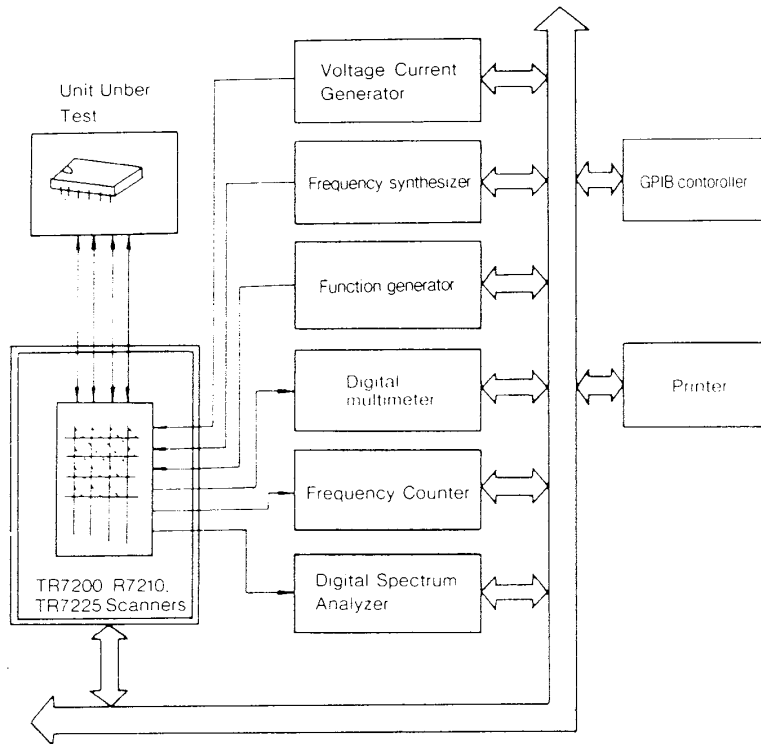 Unit Unber
Test
Voltage Current
Generator
Frequency synthesizer
Function generator
Digital
multimeter
Frequency Counter
Digital Spectrum
Analyzer
GPIB contoroller
Printer
TR7200 R7210.
TR7225 Scanners